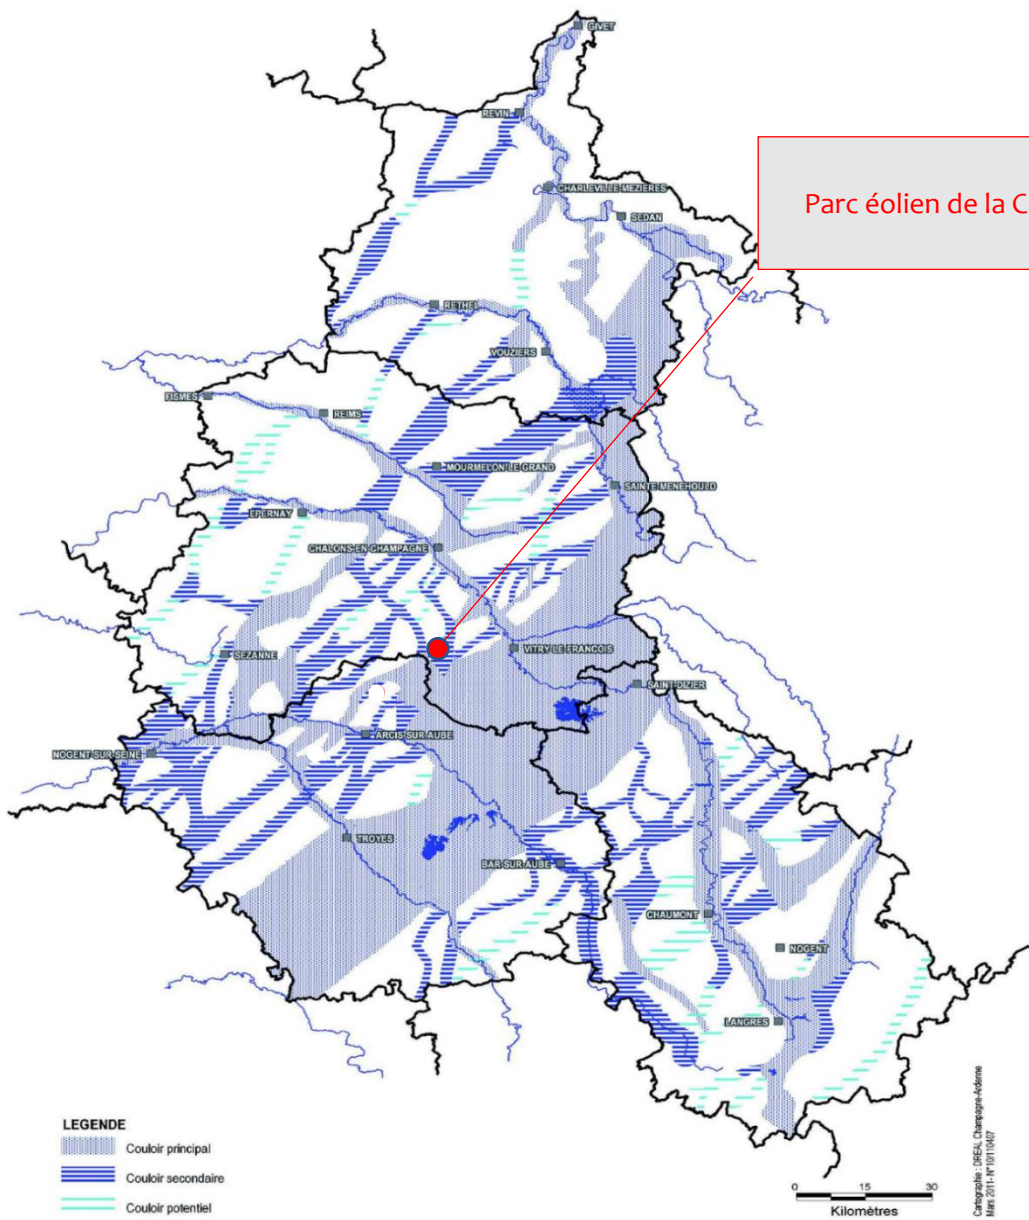 GIVET
REVIN
CHARLEVILLE-MEZIERES
SEDAN
Parc éolien de la C
RETHEL
VOUZIERS
FISMES
REIMS
MOURMELON-LE-GRAND
SAINTE-MENEHOULD
EPERNAY
CHALONS-EN-CHAMPAGNE
SEZANNE
VITRY-LE-FRANCOIS
SAINT-DIZIER
ARCIS-SUR-AUBE
NOGENT-SUR-SEINE
TROYES
BAR-SUR-AUBE
CHAUMONT
NOGENT
LANGRES
LEGENDE
Couloir principal
Couloir secondaire
Couloir potentiel
0 15 30
Kilomètres
Cartographie : DREAL Champagne-Ardenne